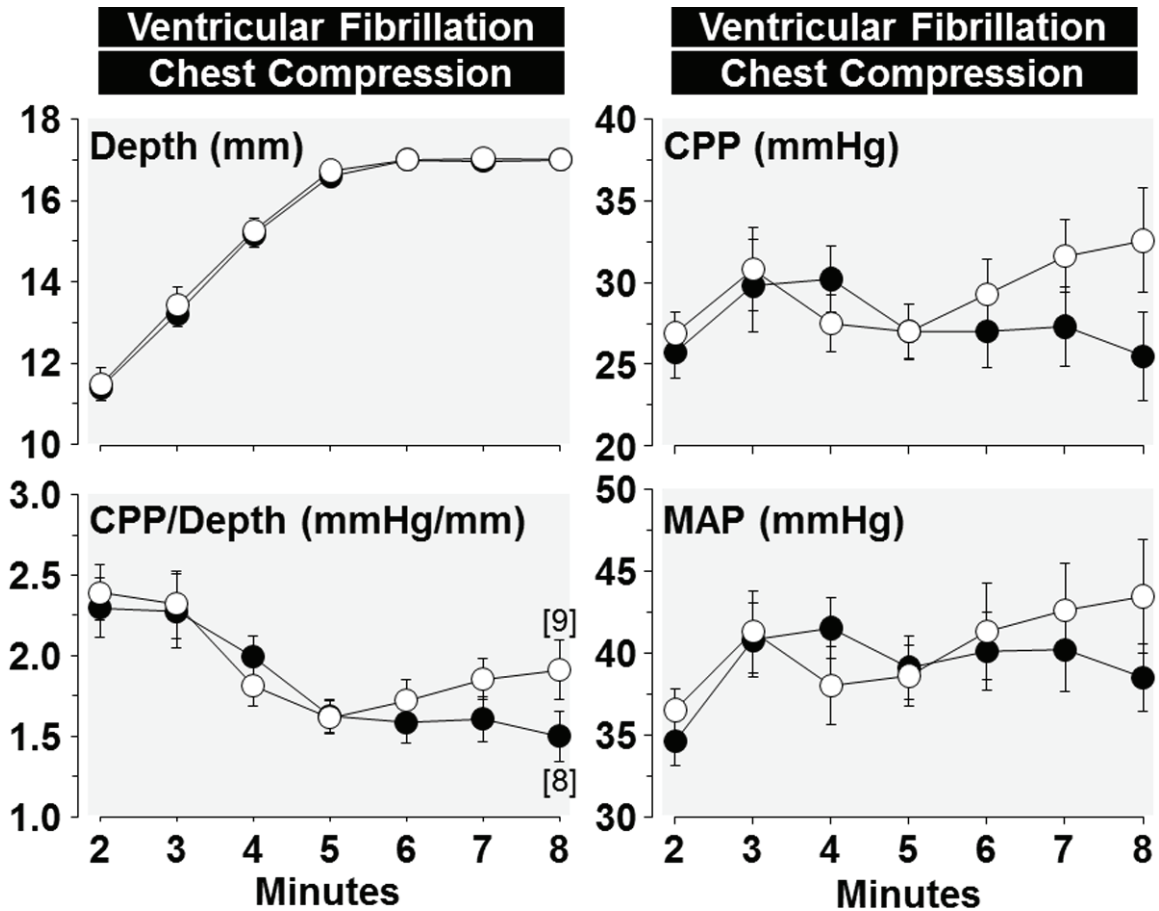 Ventricular Fibrillation
Chest Compression
Depth (mm)
18
16
14
12
10
Ventricular Fibrillation
Chest Compression
CPP (mmHg)
40
35
30
25
20
CPP/Depth (mmHg/mm)
3.0
2.5
2.0
1.5
1.0
[9]
[8]
2 3 4 5 6 7 8
Minutes
MAP (mmHg)
50
45
40
35
30
2 3 4 5 6 7 8
Minutes